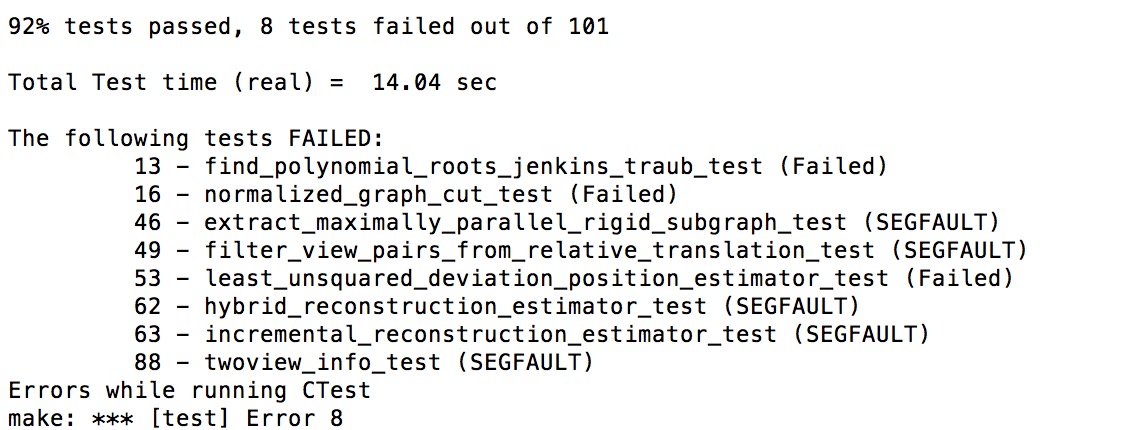 92% tests passed, 8 tests failed out of 101
Total Test time (real) =  14.04 sec
The following tests FAILED:
13 - find_polynomial_roots_jenkins_traub_test (Failed)
16 - normalized_graph_cut_test (Failed)
46 - extract_maximally_parallel_rigid_subgraph_test (SEGFAULT)
49 - filter_view_pairs_from_relative_translation_test (SEGFAULT)
53 - least_unsquared_deviation_position_estimator_test (Failed)
62 - hybrid_reconstruction_estimator_test (SEGFAULT)
63 - incremental_reconstruction_estimator_test (SEGFAULT)
88 - twoview_info_test (SEGFAULT)
Errors while running CTest
make: *** [test] Error 8